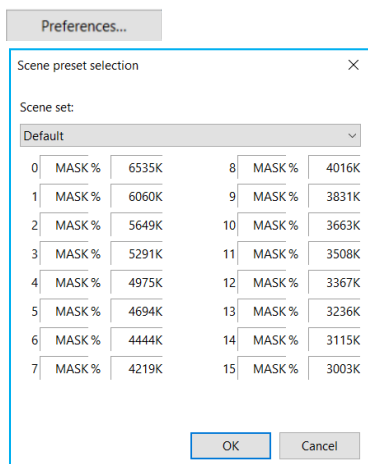 Preferences...
Scene preset selection
Scene set:
Default
0 MASK % 6535K 8 MASK % 4016K
1 MASK % 6060K 9 MASK % 3831K
2 MASK % 5649K 10 MASK % 3663K
3 MASK % 5291K 11 MASK % 3508K
4 MASK % 4975K 12 MASK % 3367K
5 MASK % 4694K 13 MASK % 3236K
6 MASK % 4444K 14 MASK % 3115K
7 MASK % 4219K 15 MASK % 3003K
OK Cancel